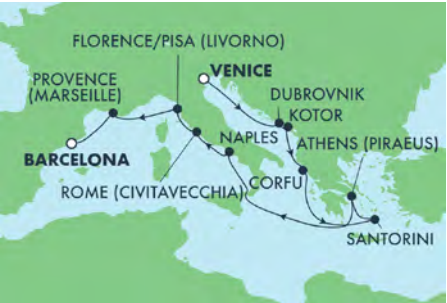 FLORENCE/PISA (LIVORNO)
PROVENCE
(MARSEILLE)
VENICE
DUBROVNIK
KOTOR
BARCELONA
NAPLES
ATHENS (PIRAEUS)
ROME (CIVITAVECCHIA)
CORFU
SANTORINI